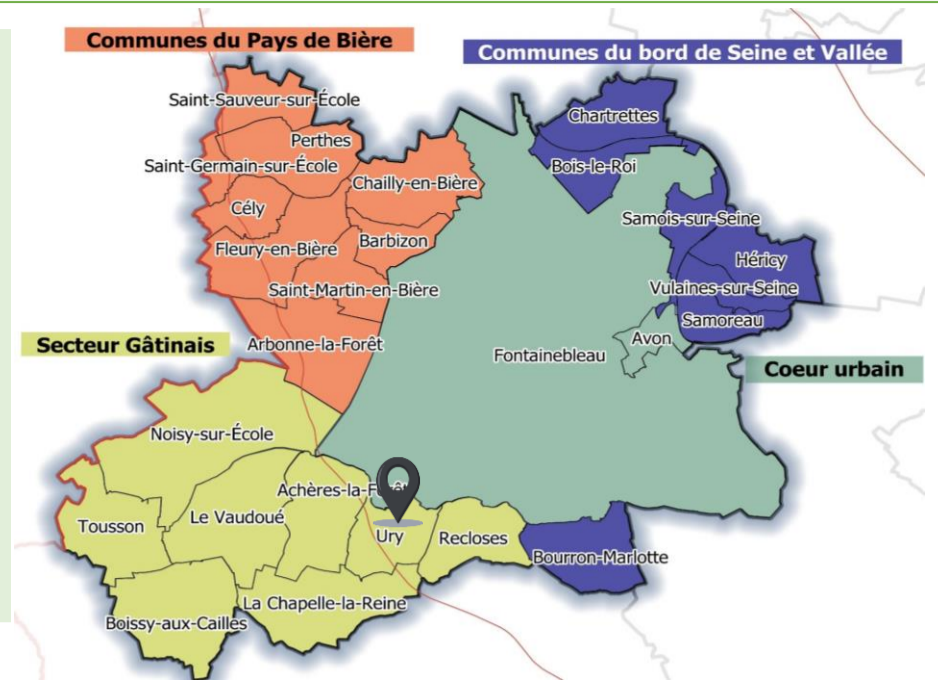 Communes du Pays de Bière
Communes du bord de Seine et Vallée
Saint-Sauveur-sur-École
Chartrettes
Perthes
Saint-Germain-sur-École
Bois-le-Roi
Chailly-en-Bière
Cély
Samois-sur-Seine
Barbizon
Fleury-en-Bière
Héricy
Saint-Martin-en-Bière
Vulaines-sur-Seine
Samoreau
Secteur Gâtinais
Arbonne-la-Forêt
Avon
Fontainebleau
Coeur urbain
Noisy-sur-École
Achères-la-Forêt
Le Vaudoué
Tousson
Ury
Recloses
Bourron-Marlotte
La Chapelle-la-Reine
Boissy-aux-Cailles